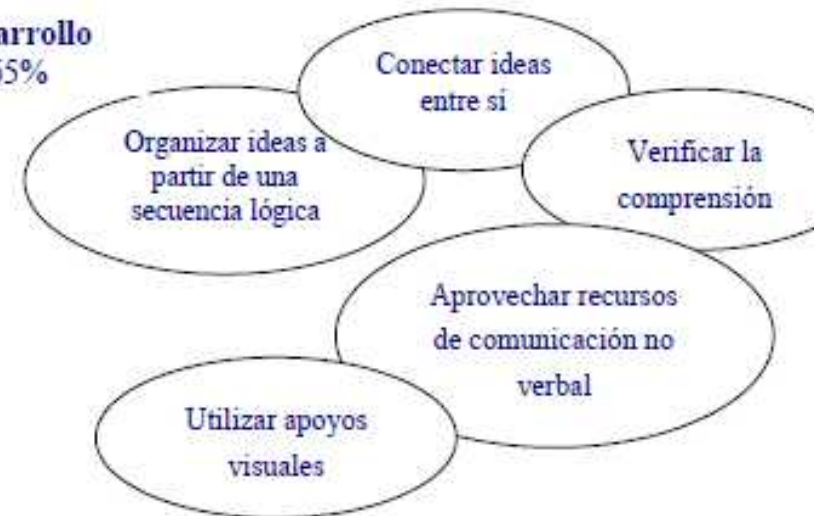 arrollo
5%
Conectar ideas
entre sí
Organizar ideas a
partir de una
secuencia lógica
Verificar la
comprensión
Aprovechar recursos
de comunicación no
verbal
Utilizar apoyos
visuales